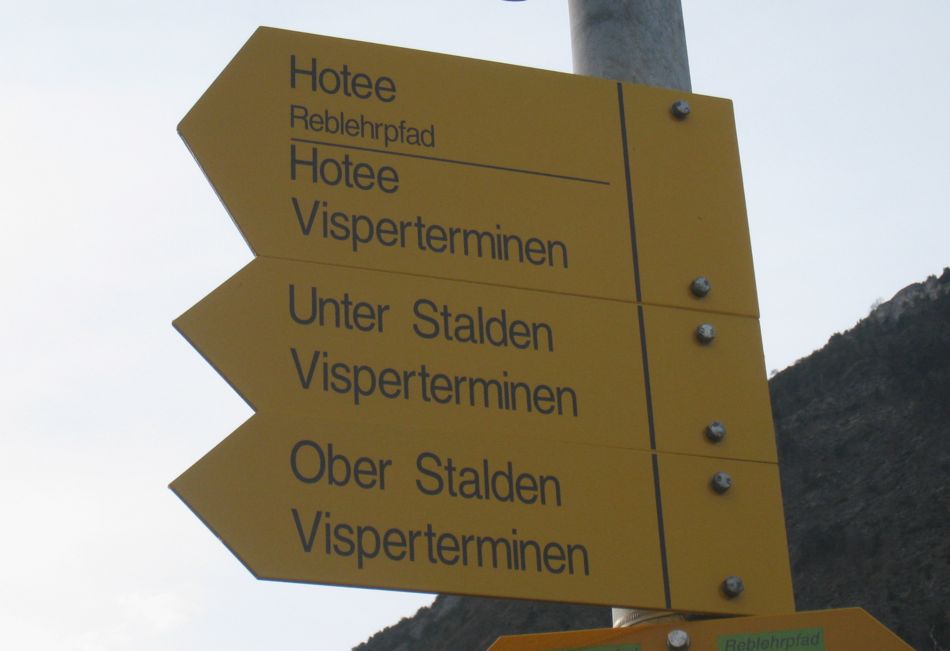 Hotee
Reblehrpfad
Hotee
Visperterminen
Unter Stalden
Visperterminen
Ober Stalden
Visperterminen
Reblehrpfad